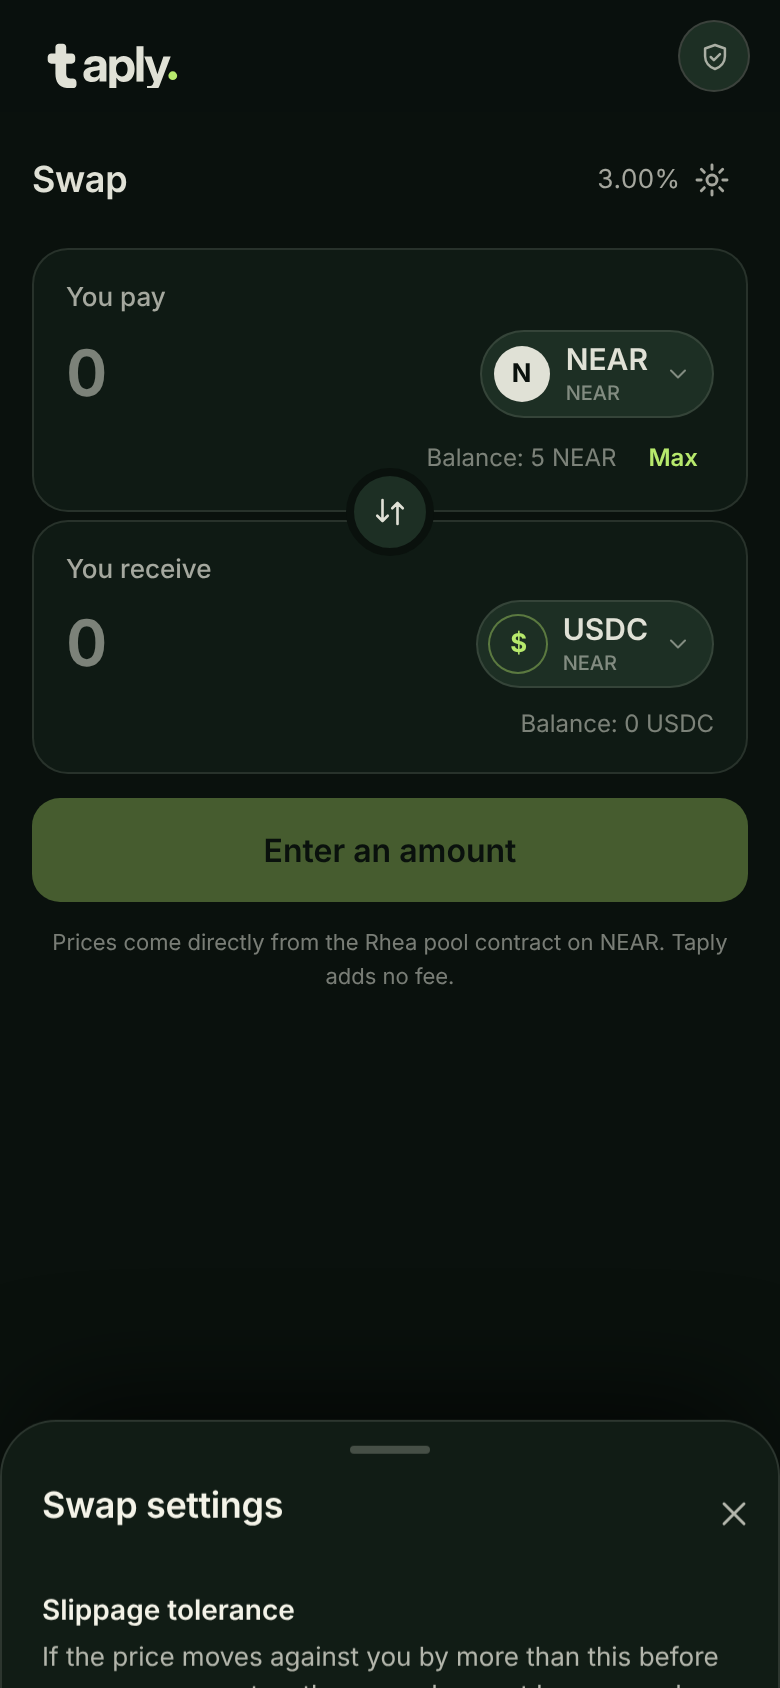 taply.
Swap
3.00%
You pay
0
N
NEAR
NEAR
Balance: 5 NEAR
Max
You receive
0
$
USDC
NEAR
Balance: 0 USDC
Enter an amount
Prices come directly from the Rhea pool contract on NEAR. Taply
adds no fee.
Swap settings
Slippage tolerance
If the price moves against you by more than this before